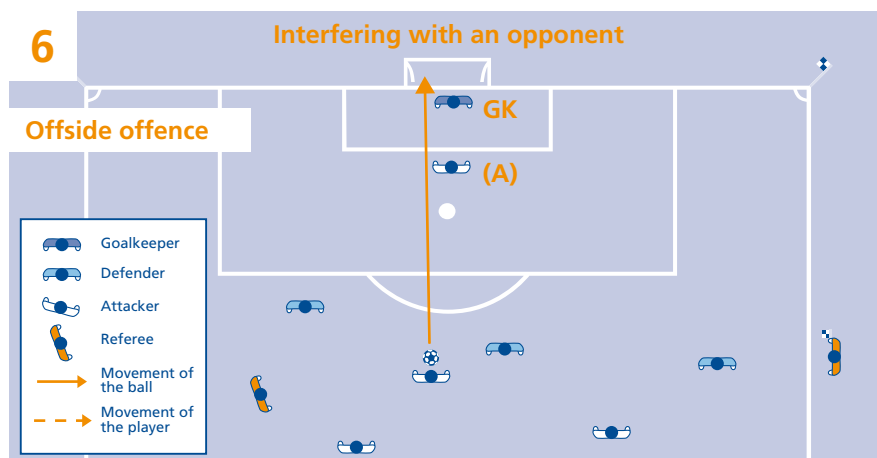 6
Interfering with an opponent
GK
Offside offence
(A)
Goalkeeper
Defender
Attacker
Referee
Movement of
the ball
Movement of
the player